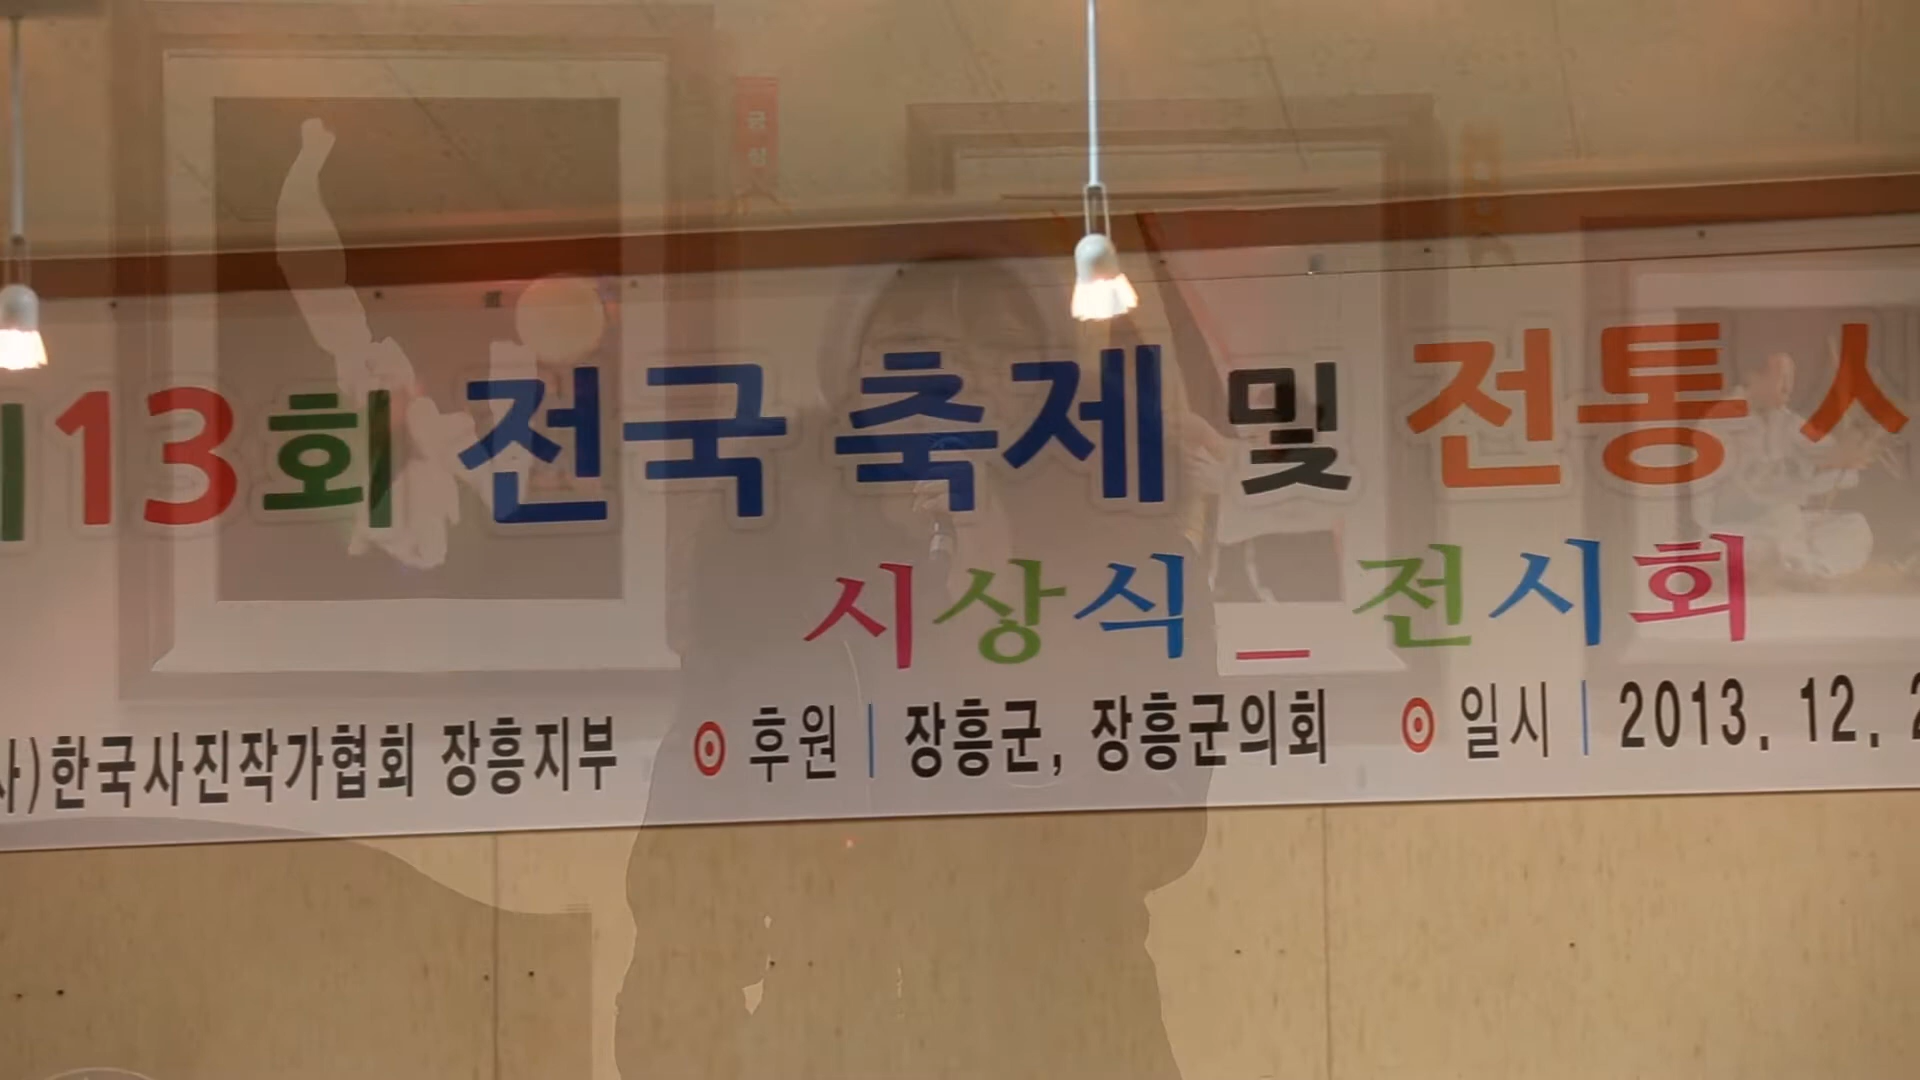 13회 전국 축제 및 전통
시상식_전시회
한국사진작가협회 장흥지부 후원 | 장흥군, 장흥군의회 일시 | 2013. 12.